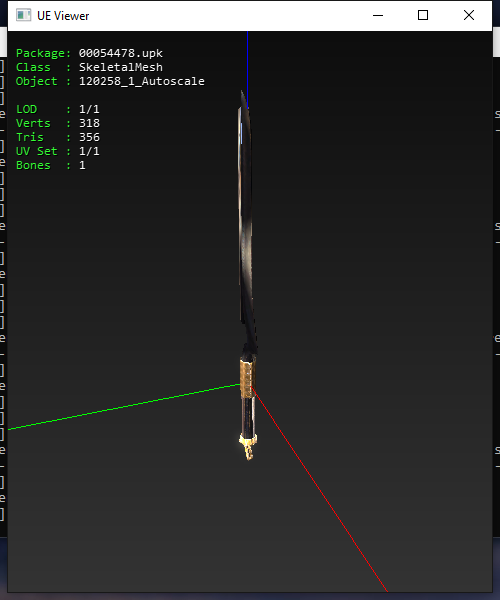 UE Viewer
Package: 00054478.upk
Class  : SkeletalMesh
Object : 120258_1_Autoscale
LOD    : 1/1
Verts  : 318
Tris   : 356
UV Set : 1/1
Bones  : 1